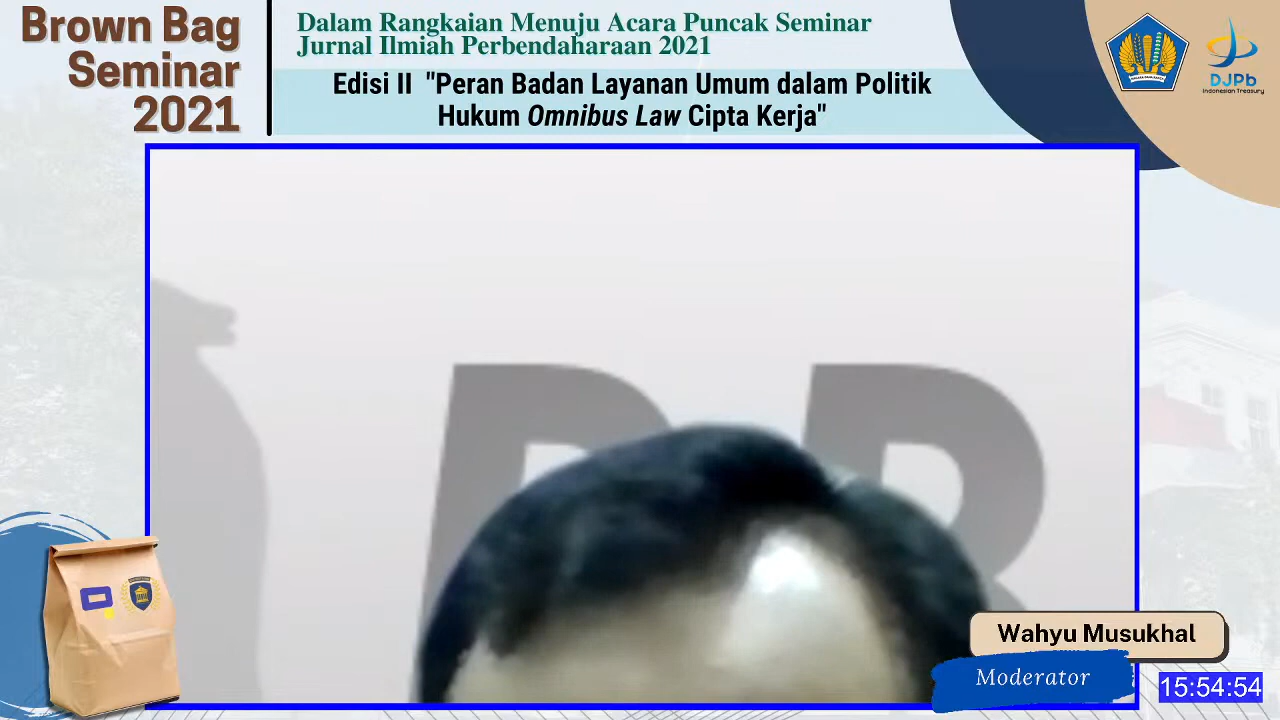 Brown Bag
Seminar
2021
Dalam Rangkaian Menuju Acara Puncak Seminar
Jurnal Ilmiah Perbendaharaan 2021
Edisi II "Peran Badan Layanan Umum dalam Politik
Hukum Omnibus Law Cipta Kerja"
DJPb
Indonesian Treasury
Wahyu Musukhal
Moderator
15:54:54